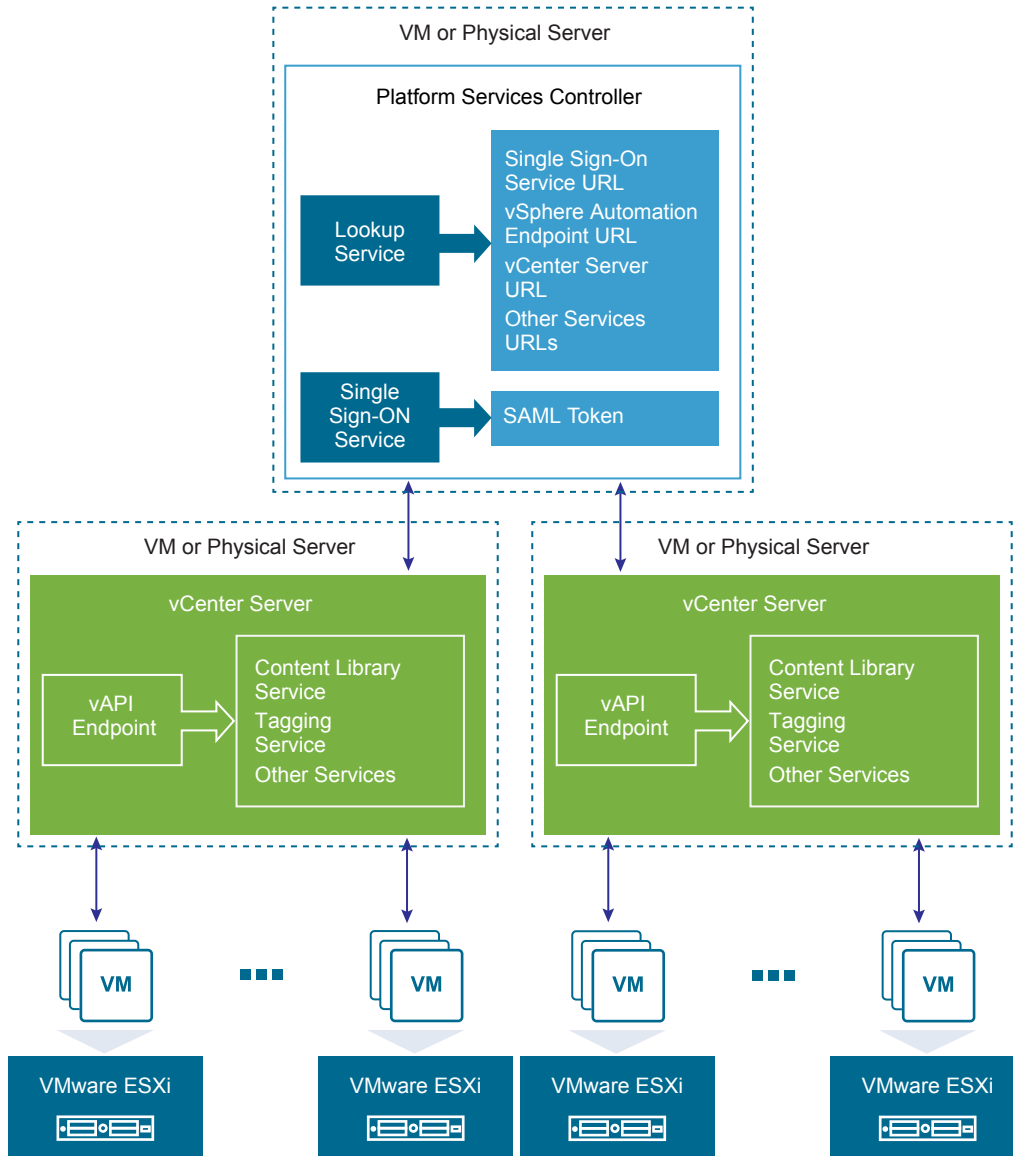 VM or Physical Server
Platform Services Controller
Lookup
Service
Single Sign-On
Service URL
vSphere Automation
Endpoint URL
vCenter Server
URL
Other Services
URLs
Single
Sign-ON
Service
SAML Token
VM or Physical Server
vCenter Server
vAPI
Endpoint
Content Library
Service
Tagging
Service
Other Services
VM or Physical Server
vCenter Server
vAPI
Endpoint
Content Library
Service
Tagging
Service
Other Services
VM
VM
VM
VM
VMware ESXi
VMware ESXi
VMware ESXi
VMware ESXi